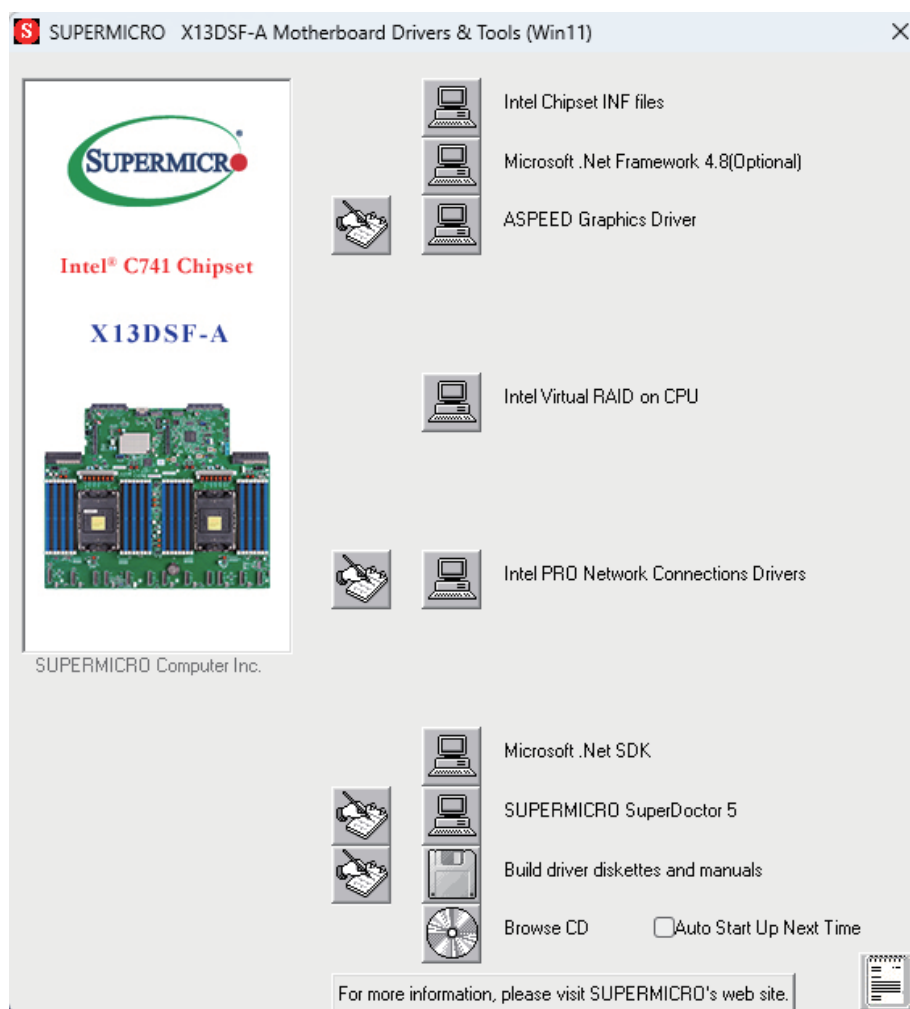 S SUPERMICRO X13DSF-A Motherboard Drivers & Tools (Win11)
SUPERMICR
Intel® C741 Chipset
X13DSF-A
SUPERMICRO Computer Inc.
Intel Chipset INF files
Microsoft .Net Framework 4.8(Optional)
ASPEED Graphics Driver
Intel Virtual RAID on CPU
Intel PRO Network Connections Drivers
Microsoft .Net SDK
SUPERMICRO SuperDoctor 5
Build driver diskettes and manuals
Browse CD Auto Start Up Next Time
For more information, please visit SUPERMICRO's web site.